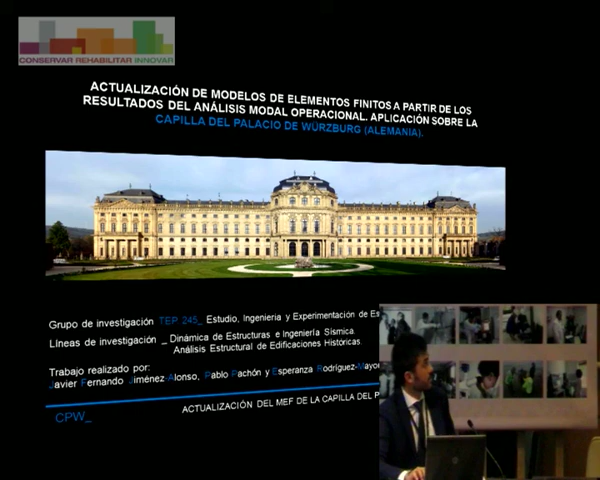 CONSERVAR REHABILITAR INNOVAR
ACTUALIZACIÓN DE MODELOS DE ELEMENTOS FINITOS A PARTIR DE LOS
RESULTADOS DEL ANÁLISIS MODAL OPERACIONAL. APLICACIÓN SOBRE LA
CAPILLA DEL PALACIO DE WÜRZBURG (ALEMANIA).
Grupo de investigación TEP 245_ Estudio, Ingeniería y Experimentación de Es
Líneas de investigación _ Dinámica de Estructuras e Ingeniería Sísmica.
Análisis Estructural de Edificaciones Históricas.
Trabajo realizado por:
Javier Fernando Jiménez-Alonso, Pablo Pachón y Esperanza Rodríguez-Mayor
CPW_
ACTUALIZACIÓN DEL MEF DE LA CAPILLA DEL P